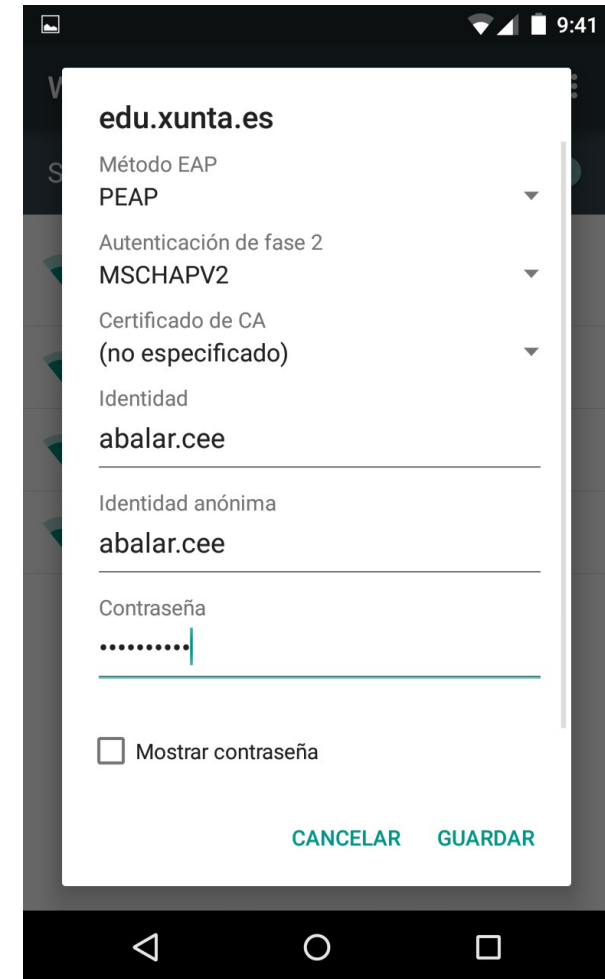 9:41
W
S
edu.xunta.es
Método EAP
PEAP
Autenticación de fase 2
MSCHAPV2
Certificado de CA
(no especificado)
Identidad
abalar.cee
Identidad anónima
abalar.cee
Contraseña
••••••••••
Mostrar contraseña
CANCELAR GUARDAR